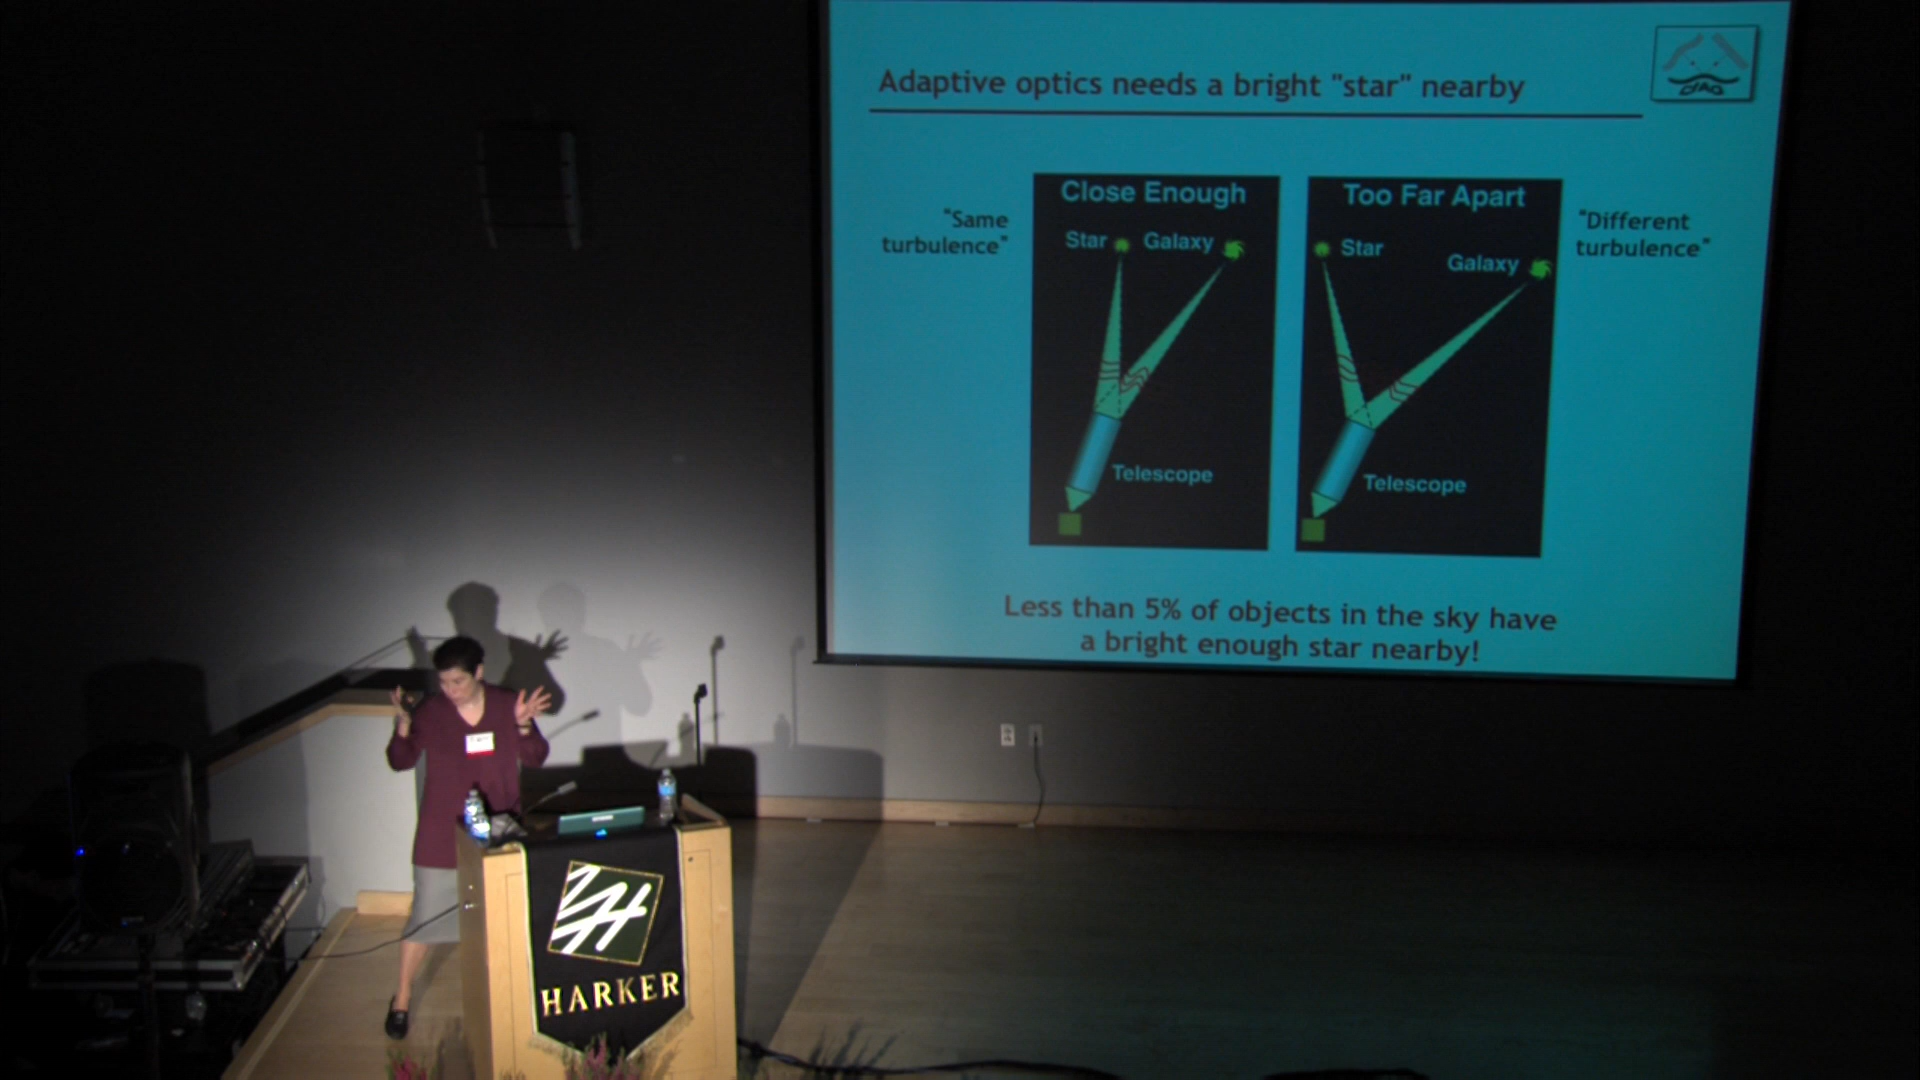 Adaptive optics needs a bright "star" nearby
CfAO
Close Enough
Too Far Apart
"Same
turbulence"
"Different
turbulence"
Star
Galaxy
Star
Galaxy
Telescope
Telescope
Less than 5% of objects in the sky have
a bright enough star nearby!
HARKER